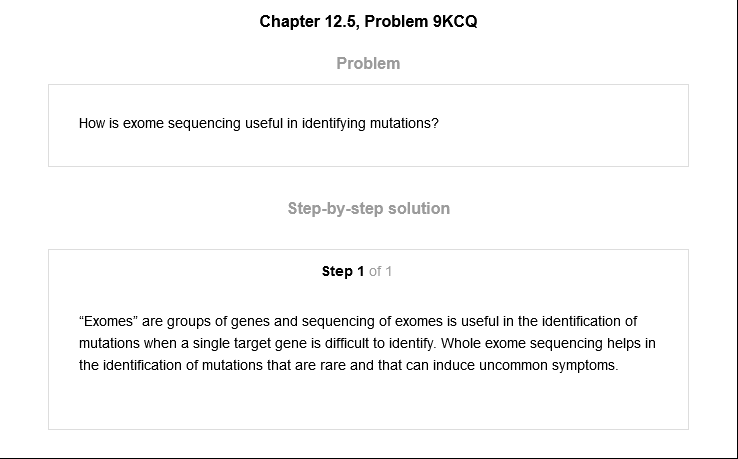 Chapter 12.5, Problem 9KCQ
Problem
How is exome sequencing useful in identifying mutations?
Step-by-step solution
Step 1 of 1
“Exomes” are groups of genes and sequencing of exomes is useful in the identification of
mutations when a single target gene is difficult to identify. Whole exome sequencing helps in
the identification of mutations that are rare and that can induce uncommon symptoms.